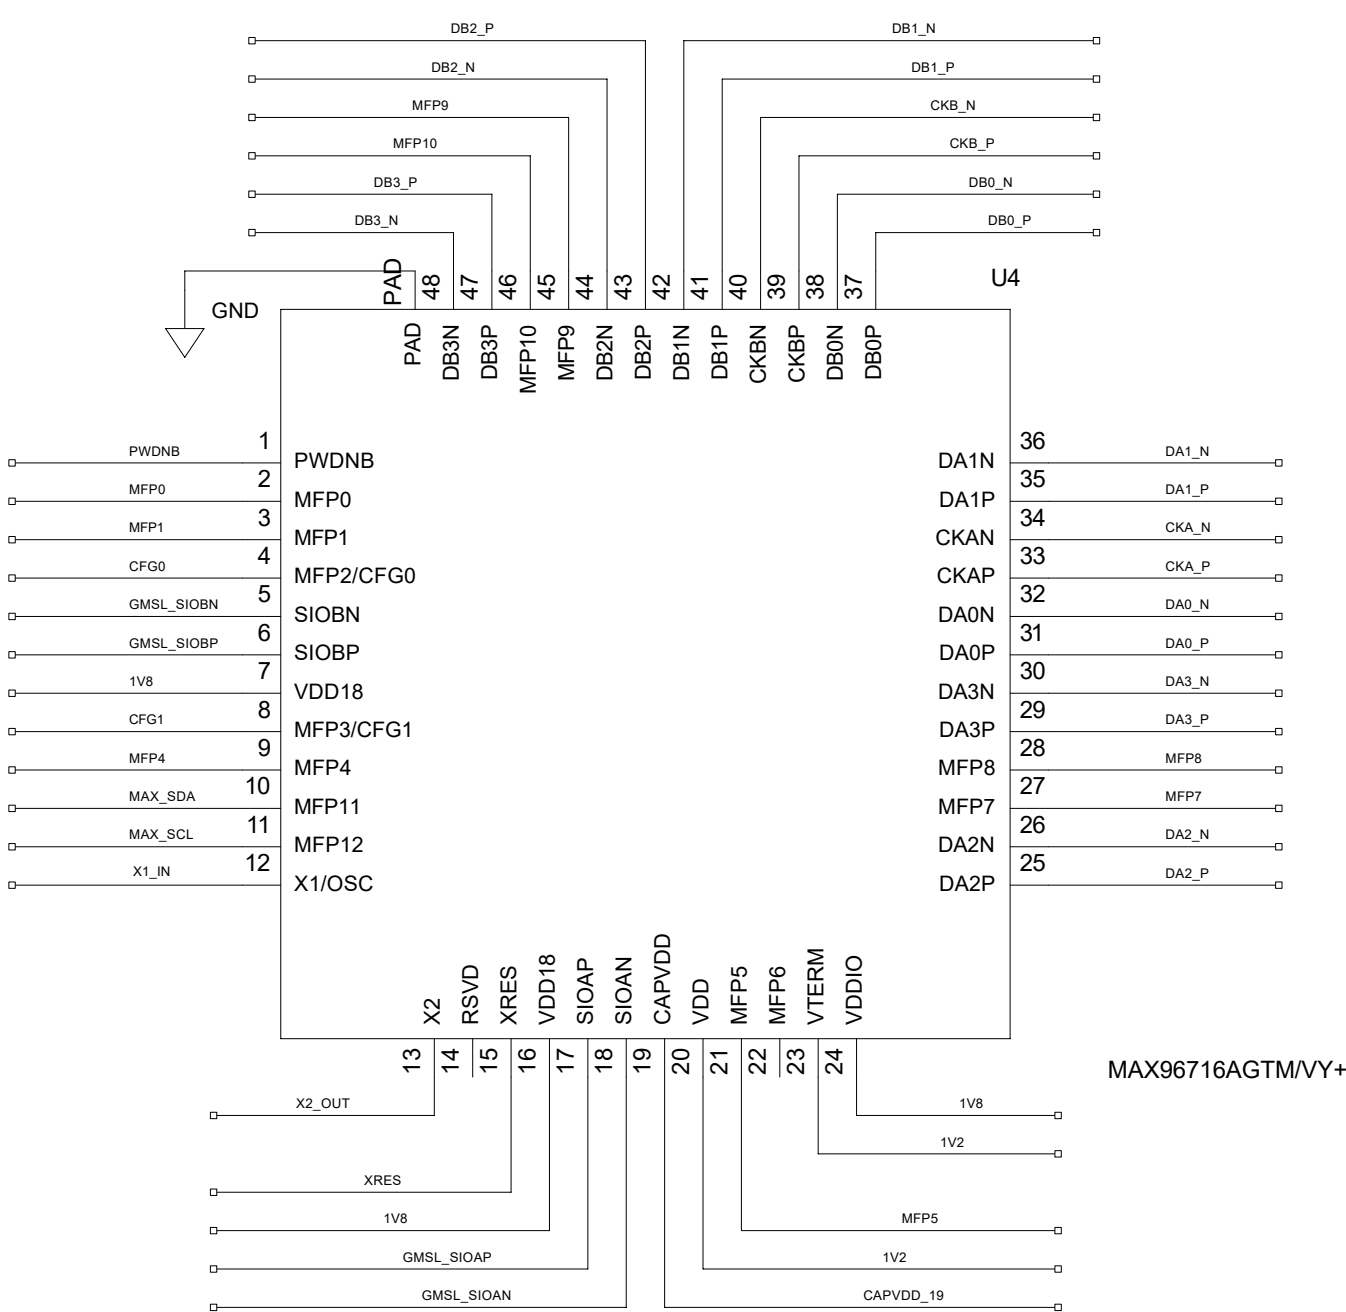 DB2_P
DB1_N
DB2_N
DB1_P
MFP9
CKB_N
MFP10
CKB_P
DB3_P
DB0_N
DB3_N
DB0_P
PAD
48
47
46
45
44
43
42
41
40
39
38
37
U4
GND
PAD
DB3N
DB3P
MFP10
MFP9
DB2N
DB2P
DB1N
DB1P
CKBN
CKBP
DB0N
DB0P
PWDNB 1 PWDNB
MFP0 2 MFP0
MFP1 3 MFP1
CFG0 4 MFP2/CFG0
GMSL_SIOBN 5 SIOBN
GMSL_SIOBP 6 SIOBP
1V8 7 VDD18
CFG1 8 MFP3/CFG1
MFP4 9 MFP4
MAX_SDA 10 MFP11
MAX_SCL 11 MFP12
X1_IN 12 X1/OSC
DA1N 36 DA1_N
DA1P 35 DA1_P
CKAN 34 CKA_N
CKAP 33 CKA_P
DA0N 32 DA0_N
DA0P 31 DA0_P
DA3N 30 DA3_N
DA3P 29 DA3_P
MFP8 28 MFP8
MFP7 27 MFP7
DA2N 26 DA2_N
DA2P 25 DA2_P
X2
RSVD
XRES
VDD18
SIOAP
SIOAN
CAPVDD
VDD
MFP5
MFP6
VTERM
VDDIO
13
14
15
16
17
18
19
20
21
22
23
24
MAX96716AGTM/VY+
X2_OUT
1V8
1V2
XRES
1V8
MFP5
GMSL_SIOAP
1V2
GMSL_SIOAN
CAPVDD_19